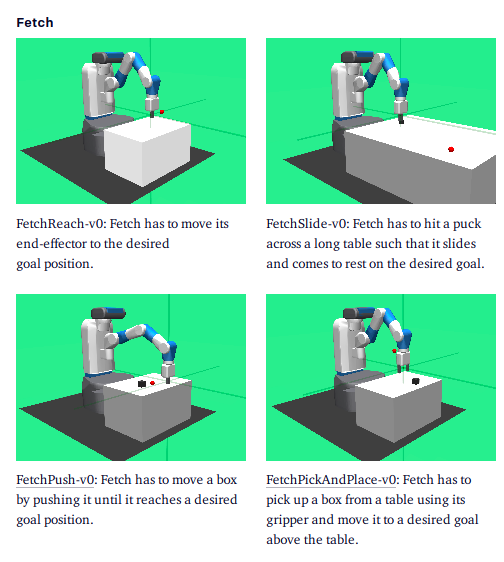 Fetch
FetchReach-v0: Fetch has to move its
end-effector to the desired
goal position.
FetchSlide-v0: Fetch has to hit a puck
across a long table such that it slides
and comes to rest on the desired goal.
FetchPush-v0: Fetch has to move a box
by pushing it until it reaches a desired
goal position.
FetchPickAndPlace-v0: Fetch has to
pick up a box from a table using its
gripper and move it to a desired goal
above the table.